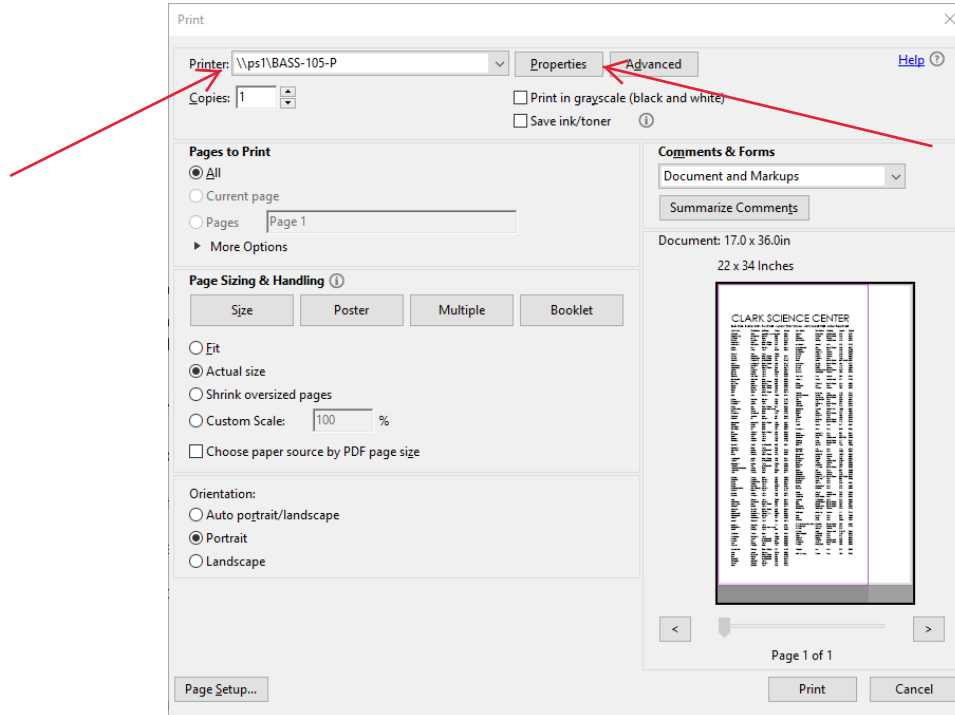 Print
Printer: \\ps1\BASS-105-P Properties Advanced Help ?
Copies: 1 Print in grayscale (black and white)
Save ink/toner i
Pages to Print
All
Current page
Pages Page 1
More Options
Comments & Forms
Document and Markups
Summarize Comments
Page Sizing & Handling i
Size Poster Multiple Booklet
Fit
Actual size
Shrink oversized pages
Custom Scale: 100 %
Choose paper source by PDF page size
Orientation:
Auto portrait/landscape
Portrait
Landscape
Document: 17.0 x 36.0in
22 x 34 Inches
CLARK SCIENCE CENTER
< >
Page 1 of 1
Page Setup... Print Cancel